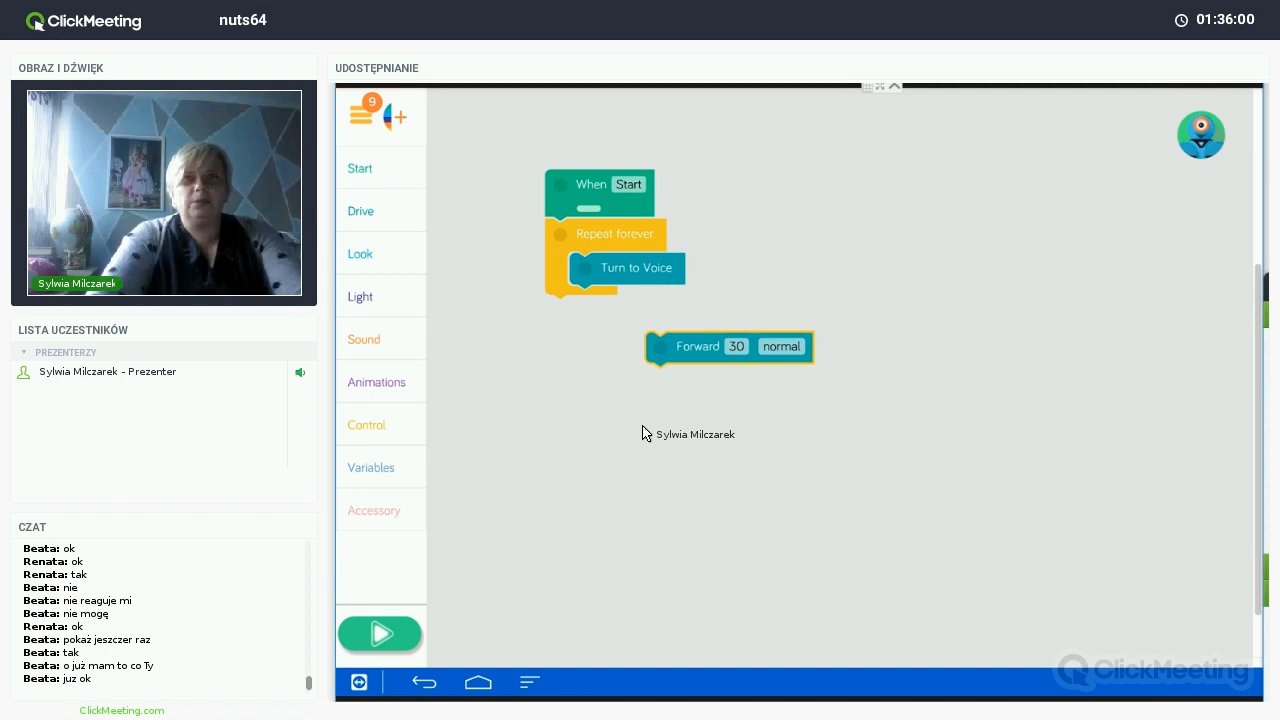 ClickMeeting
nuts64
01:36:00
OBRAZ I DŹWIĘK
Sylwia Milczarek
LISTA UCZESTNIKÓW
PREZENTERZY
Sylwia Milczarek - Prezenter
CZAT
Beata: ok
Renata: ok
Renata: tak
Beata: nie
Beata: nie reaguje mi
Beata: nie mogę
Renata: ok
Beata: pokaż jeszczer raz
Beata: tak
Beata: o już mam to co Ty
Beata: juz ok
ClickMeeting.com
UDOSTĘPNIANIE
9
Start
Drive
Look
Light
Sound
Animations
Control
Variables
Accessory
When Start
Repeat forever
Turn to Voice
Forward 30 normal
Sylwia Milczarek
ClickMeeting